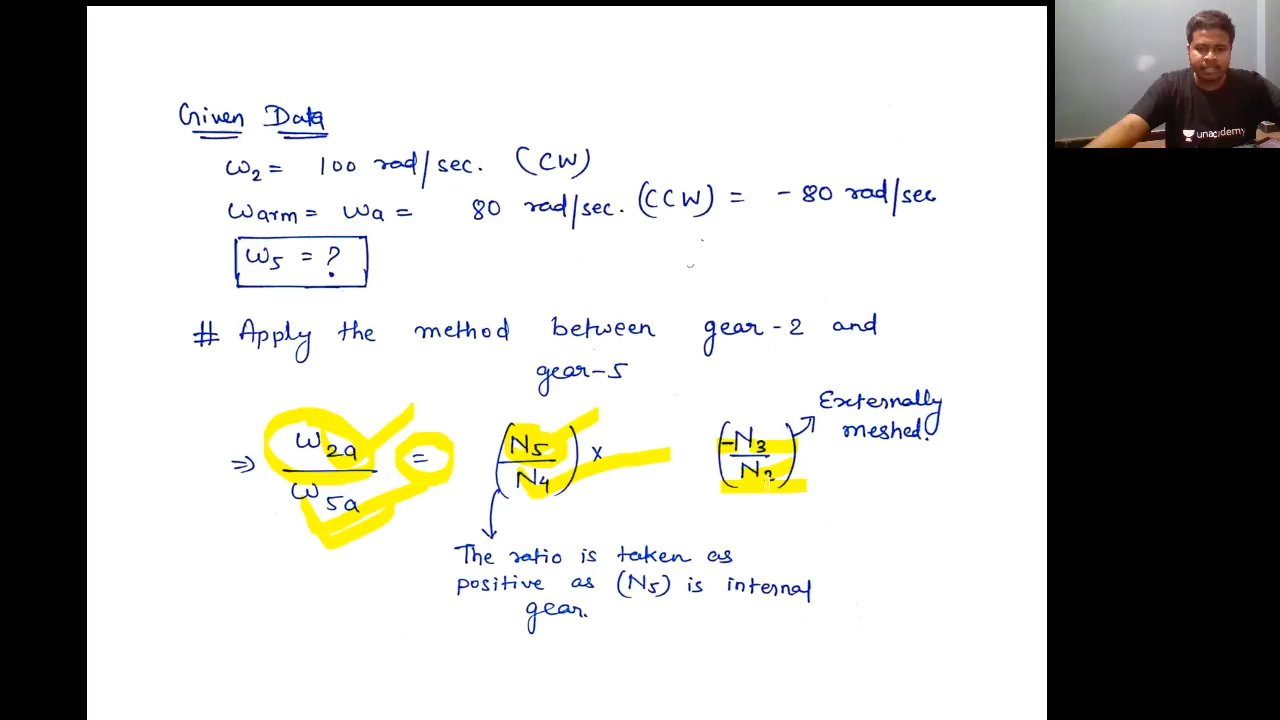 Given Data
ω2 = 100 rad/sec. (CW)
ωarm = ωa = 80 rad/sec. (CCW) = - 80 rad/sec
ω5 = ?
# Apply the method between gear-2 and
gear-5
⇒ ω2a / ω5a = (N5 / N4) × (-N3 / N2)
Externally
meshed.
The ratio is taken as
positive as (N5) is internal
gear.
unacademy